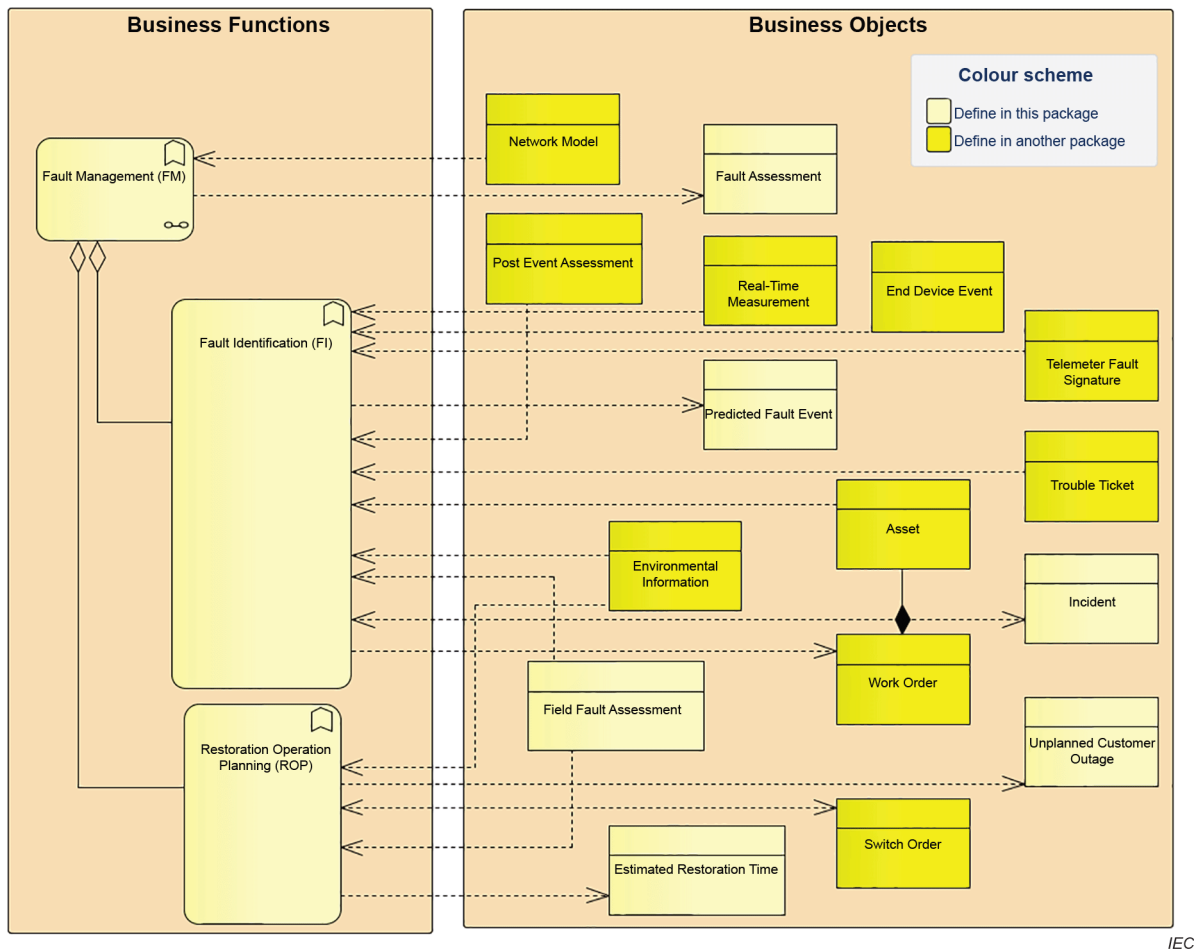 Business Functions
Business Objects
Colour scheme
Define in this package
Define in another package
Network Model
Fault Management (FM)
Fault Assessment
Post Event Assessment
Real-Time
Measurement
End Device Event
Fault Identification (FI)
Telemeter Fault
Signature
Predicted Fault Event
Trouble Ticket
Asset
Environmental
Information
Incident
Work Order
Field Fault Assessment
Restoration Operation
Planning (ROP)
Unplanned Customer
Outage
Switch Order
Estimated Restoration Time
IEC